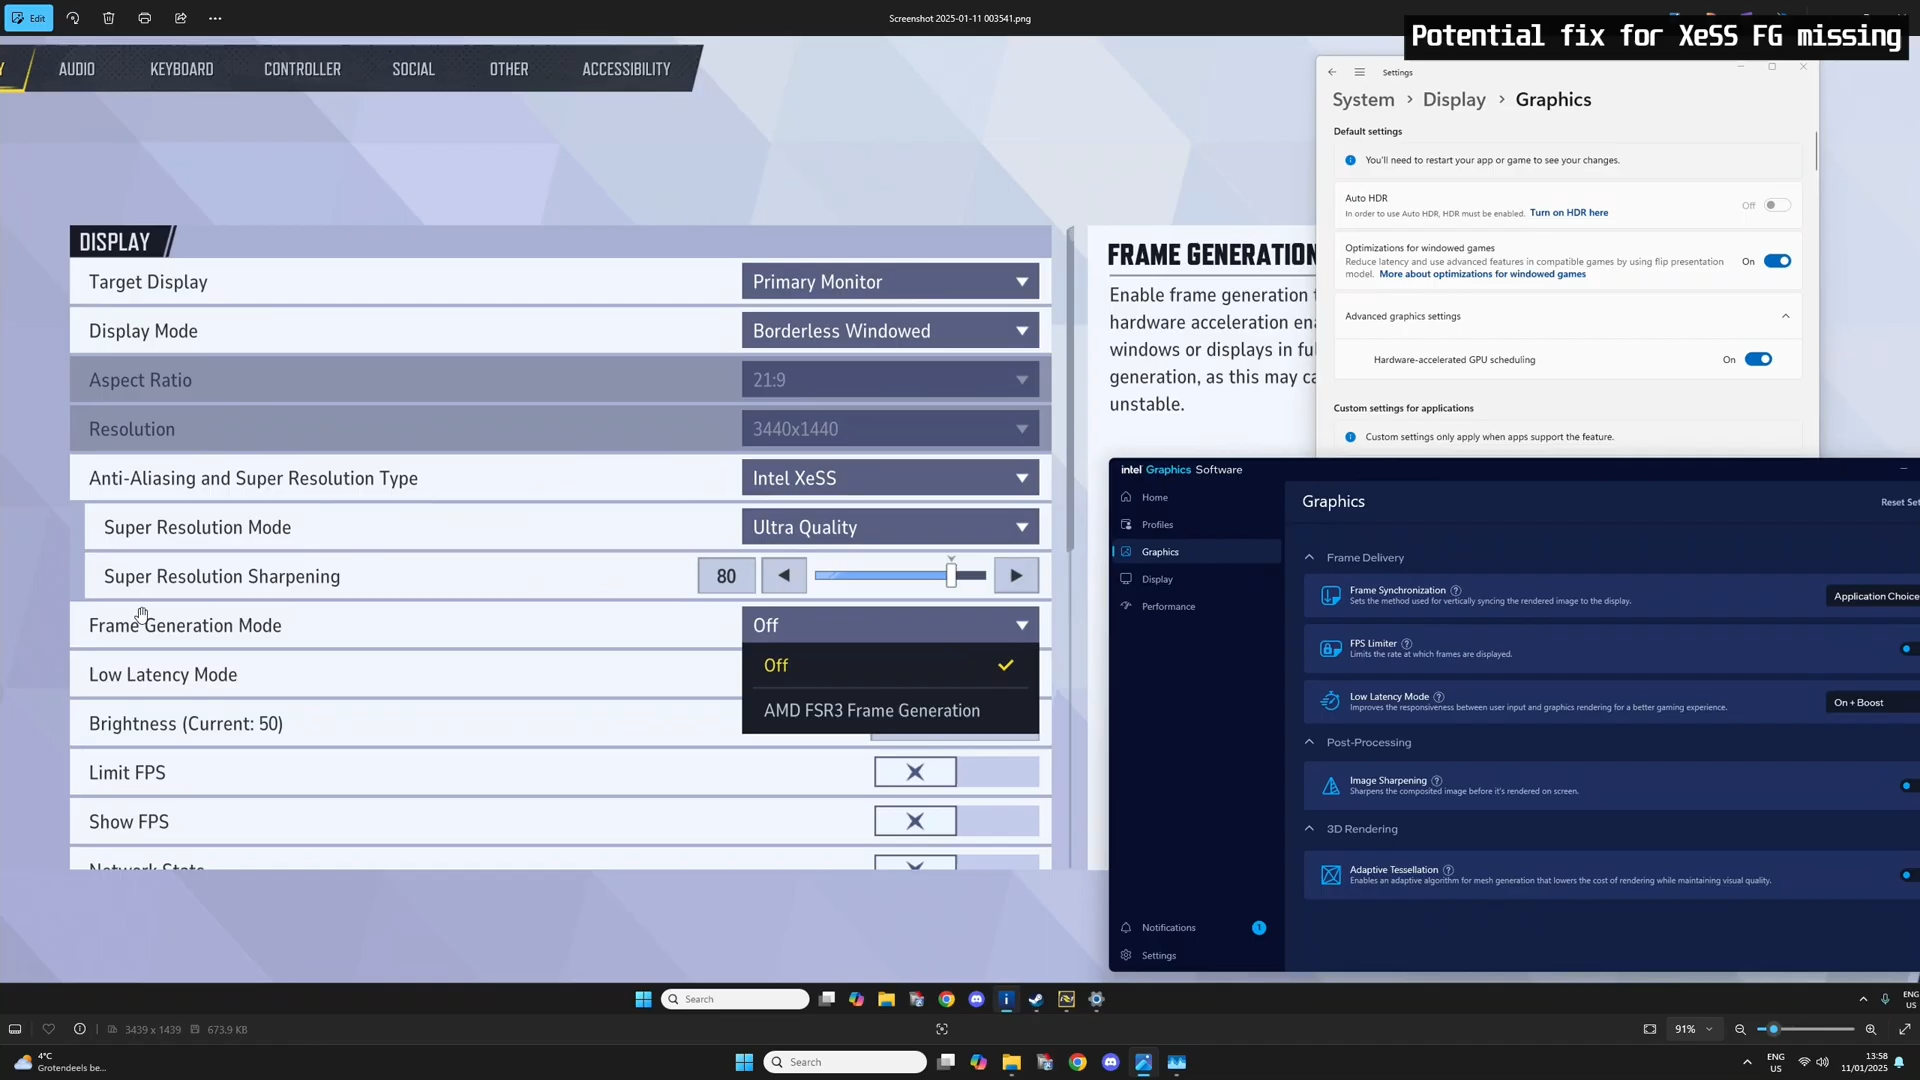 Edit
Screenshot 2025-01-11 003541.png
Potential fix for XeSS FG missing
AUDIO
KEYBOARD
CONTROLLER
SOCIAL
OTHER
ACCESSIBILITY
DISPLAY
Target Display
Primary Monitor
Display Mode
Borderless Windowed
Aspect Ratio
21:9
Resolution
3440x1440
Anti-Aliasing and Super Resolution Type
Intel XeSS
Super Resolution Mode
Ultra Quality
Super Resolution Sharpening
80
Frame Generation Mode
Off
Off
AMD FSR3 Frame Generation
Low Latency Mode
Brightness (Current: 50)
Limit FPS
Show FPS
FRAME GENERATION
Enable frame generation
hardware acceleration ena
windows or displays in fu
generation, as this may ca
unstable.
Settings
System > Display > Graphics
Default settings
You'll need to restart your app or game to see your changes.
Auto HDR
In order to use Auto HDR, HDR must be enabled. Turn on HDR here
Off
Optimizations for windowed games
Reduce latency and use advanced features in compatible games by using flip presentation
model. More about optimizations for windowed games
On
Advanced graphics settings
Hardware-accelerated GPU scheduling
On
Custom settings for applications
Custom settings only apply when apps support the feature.
intel Graphics Software
Home
Profiles
Graphics
Display
Performance
Notifications
1
Settings
Graphics
Reset Set
Frame Delivery
Frame Synchronization
Sets the method used for vertically syncing the rendered image to the display.
Application Choice
FPS Limiter
Limits the rate at which frames are displayed.
Low Latency Mode
Improves the responsiveness between user input and graphics rendering for a better gaming experience.
On + Boost
Post-Processing
Image Sharpening
Sharpens the composited image before it's rendered on screen.
3D Rendering
Adaptive Tessellation
Enables an adaptive algorithm for mesh generation that lowers the cost of rendering while maintaining visual quality.
Search
ENG
US
3439 x 1439
673.9 KB
91%
4°C
Grotendeels be...
Search
ENG
US
13:58
11/01/2025